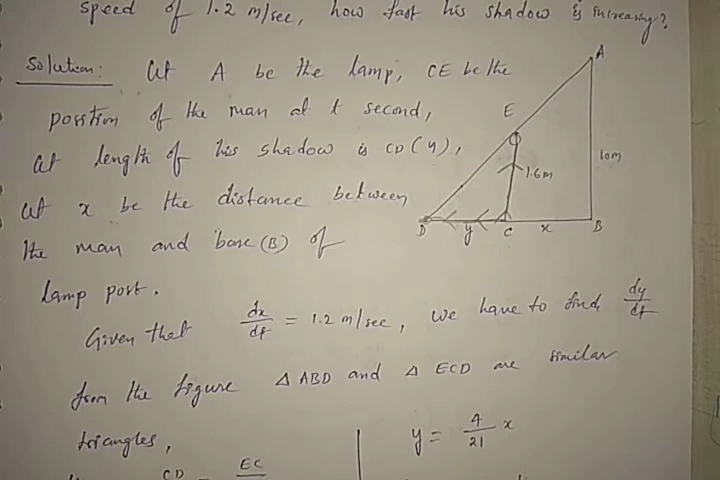 speed of 1.2 m/sec, how fast his shadow is increasing?
Solution: Let A be the lamp, CE be the
position of the man at t second,
let length of his shadow is CD (y),
let x be the distance between
the man and base (B) of
lamp post.
A
E
10m
1.6m
D
y
C
x
B
Given that dx/dt = 1.2 m/sec, we have to find dy/dt
from the figure Δ ABD and Δ ECD are similar
triangles,
y = 4/21 x
CD
EC